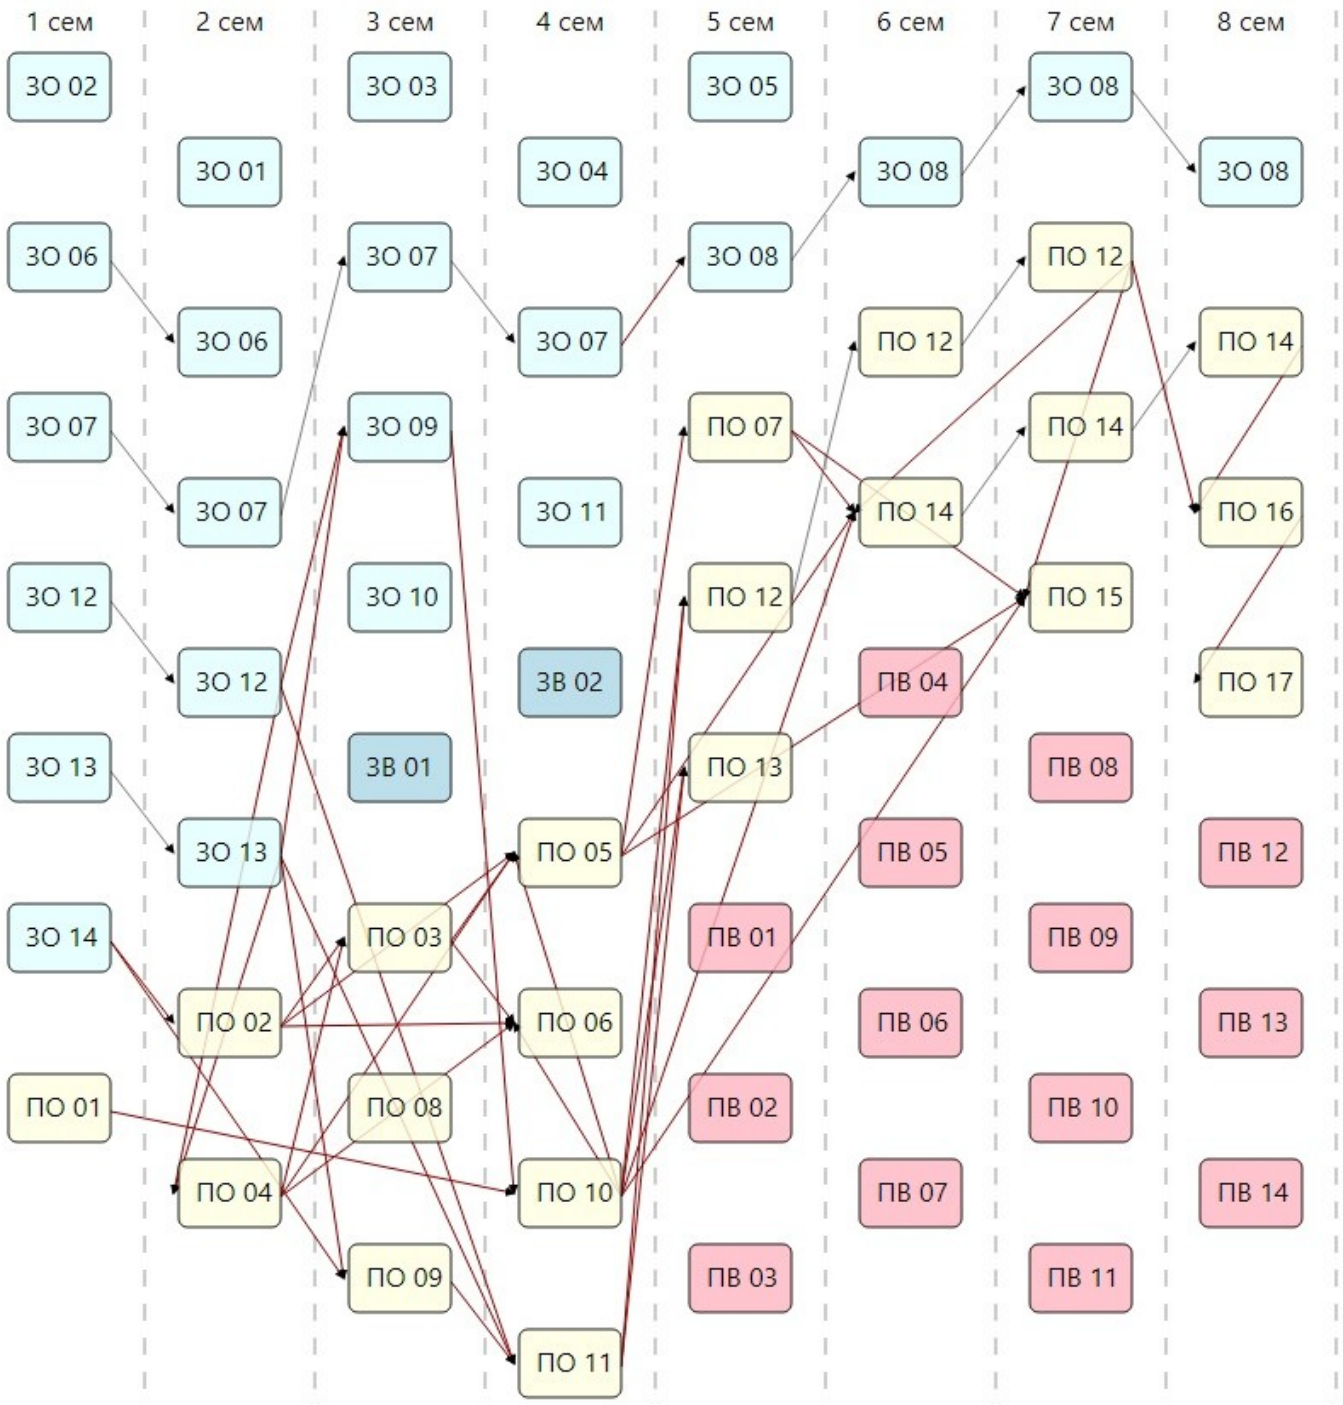 1 сем 2 сем 3 сем 4 сем 5 сем 6 сем 7 сем 8 сем
ЗО 02 ЗО 03 ЗО 05 ЗО 08
ЗО 01 ЗО 04 ЗО 08 ЗО 08
ЗО 06 ЗО 07 ЗО 08 ПО 12
ЗО 06 ЗО 07 ПО 12 ПО 14
ЗО 07 ЗО 09 ПО 07 ПО 14
ЗО 07 ЗО 11 ПО 14 ПО 16
ЗО 12 ЗО 10 ПО 12 ПО 15
ЗО 12 ЗВ 02 ПВ 04 ПО 17
ЗО 13 ЗВ 01 ПО 13 ПВ 08
ЗО 13 ПО 05 ПВ 05 ПВ 12
ЗО 14 ПО 03 ПВ 01 ПВ 09
ПО 02 ПО 06 ПВ 06 ПВ 13
ПО 01 ПО 08 ПВ 02 ПВ 10
ПО 04 ПО 10 ПВ 07 ПВ 14
ПО 09 ПВ 03 ПВ 11
ПО 11